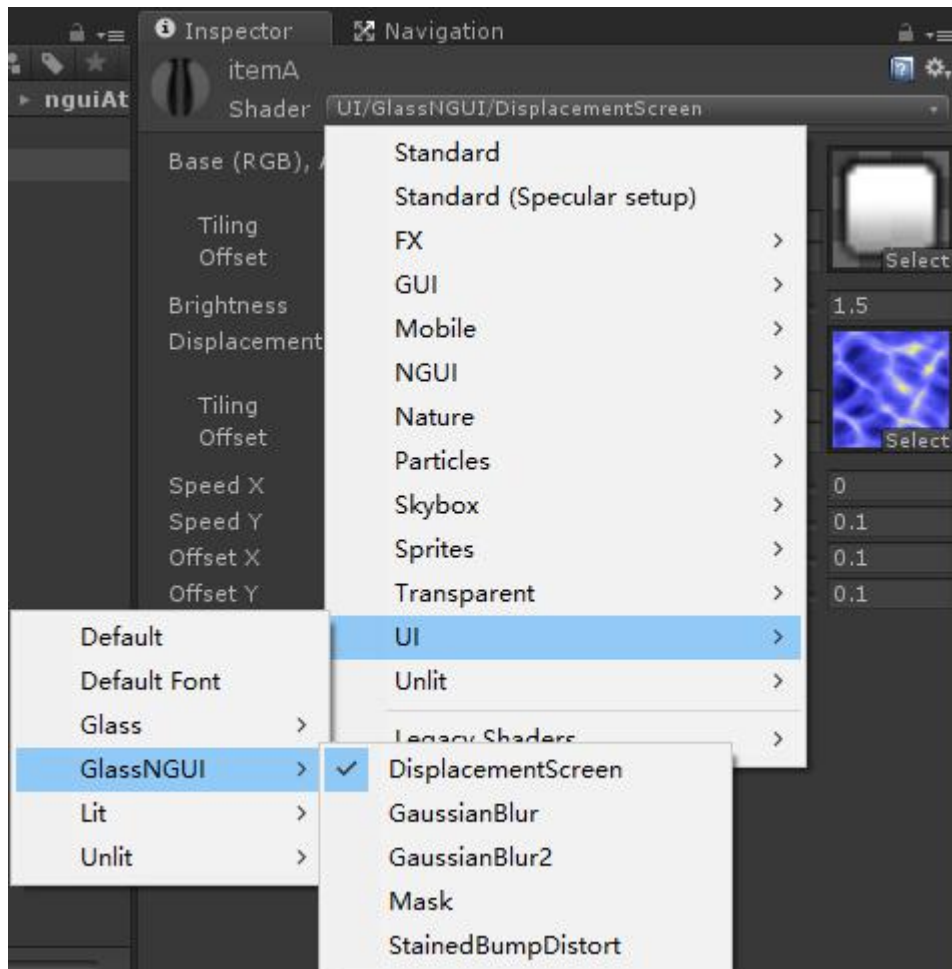 Inspector
Navigation
itemA
nguiAt
Shader
UI/GlassNGUI/DisplacementScreen
Base (RGB), A
Tiling
Offset
Select
Brightness
1.5
Displacement
Tiling
Offset
Select
Speed X
0
Speed Y
0.1
Offset X
0.1
Offset Y
0.1
Standard
Standard (Specular setup)
FX
GUI
Mobile
NGUI
Nature
Particles
Skybox
Sprites
Transparent
UI
Unlit
Legacy Shaders
Default
Default Font
Glass
GlassNGUI
Lit
Unlit
DisplacementScreen
GaussianBlur
GaussianBlur2
Mask
StainedBumpDistort